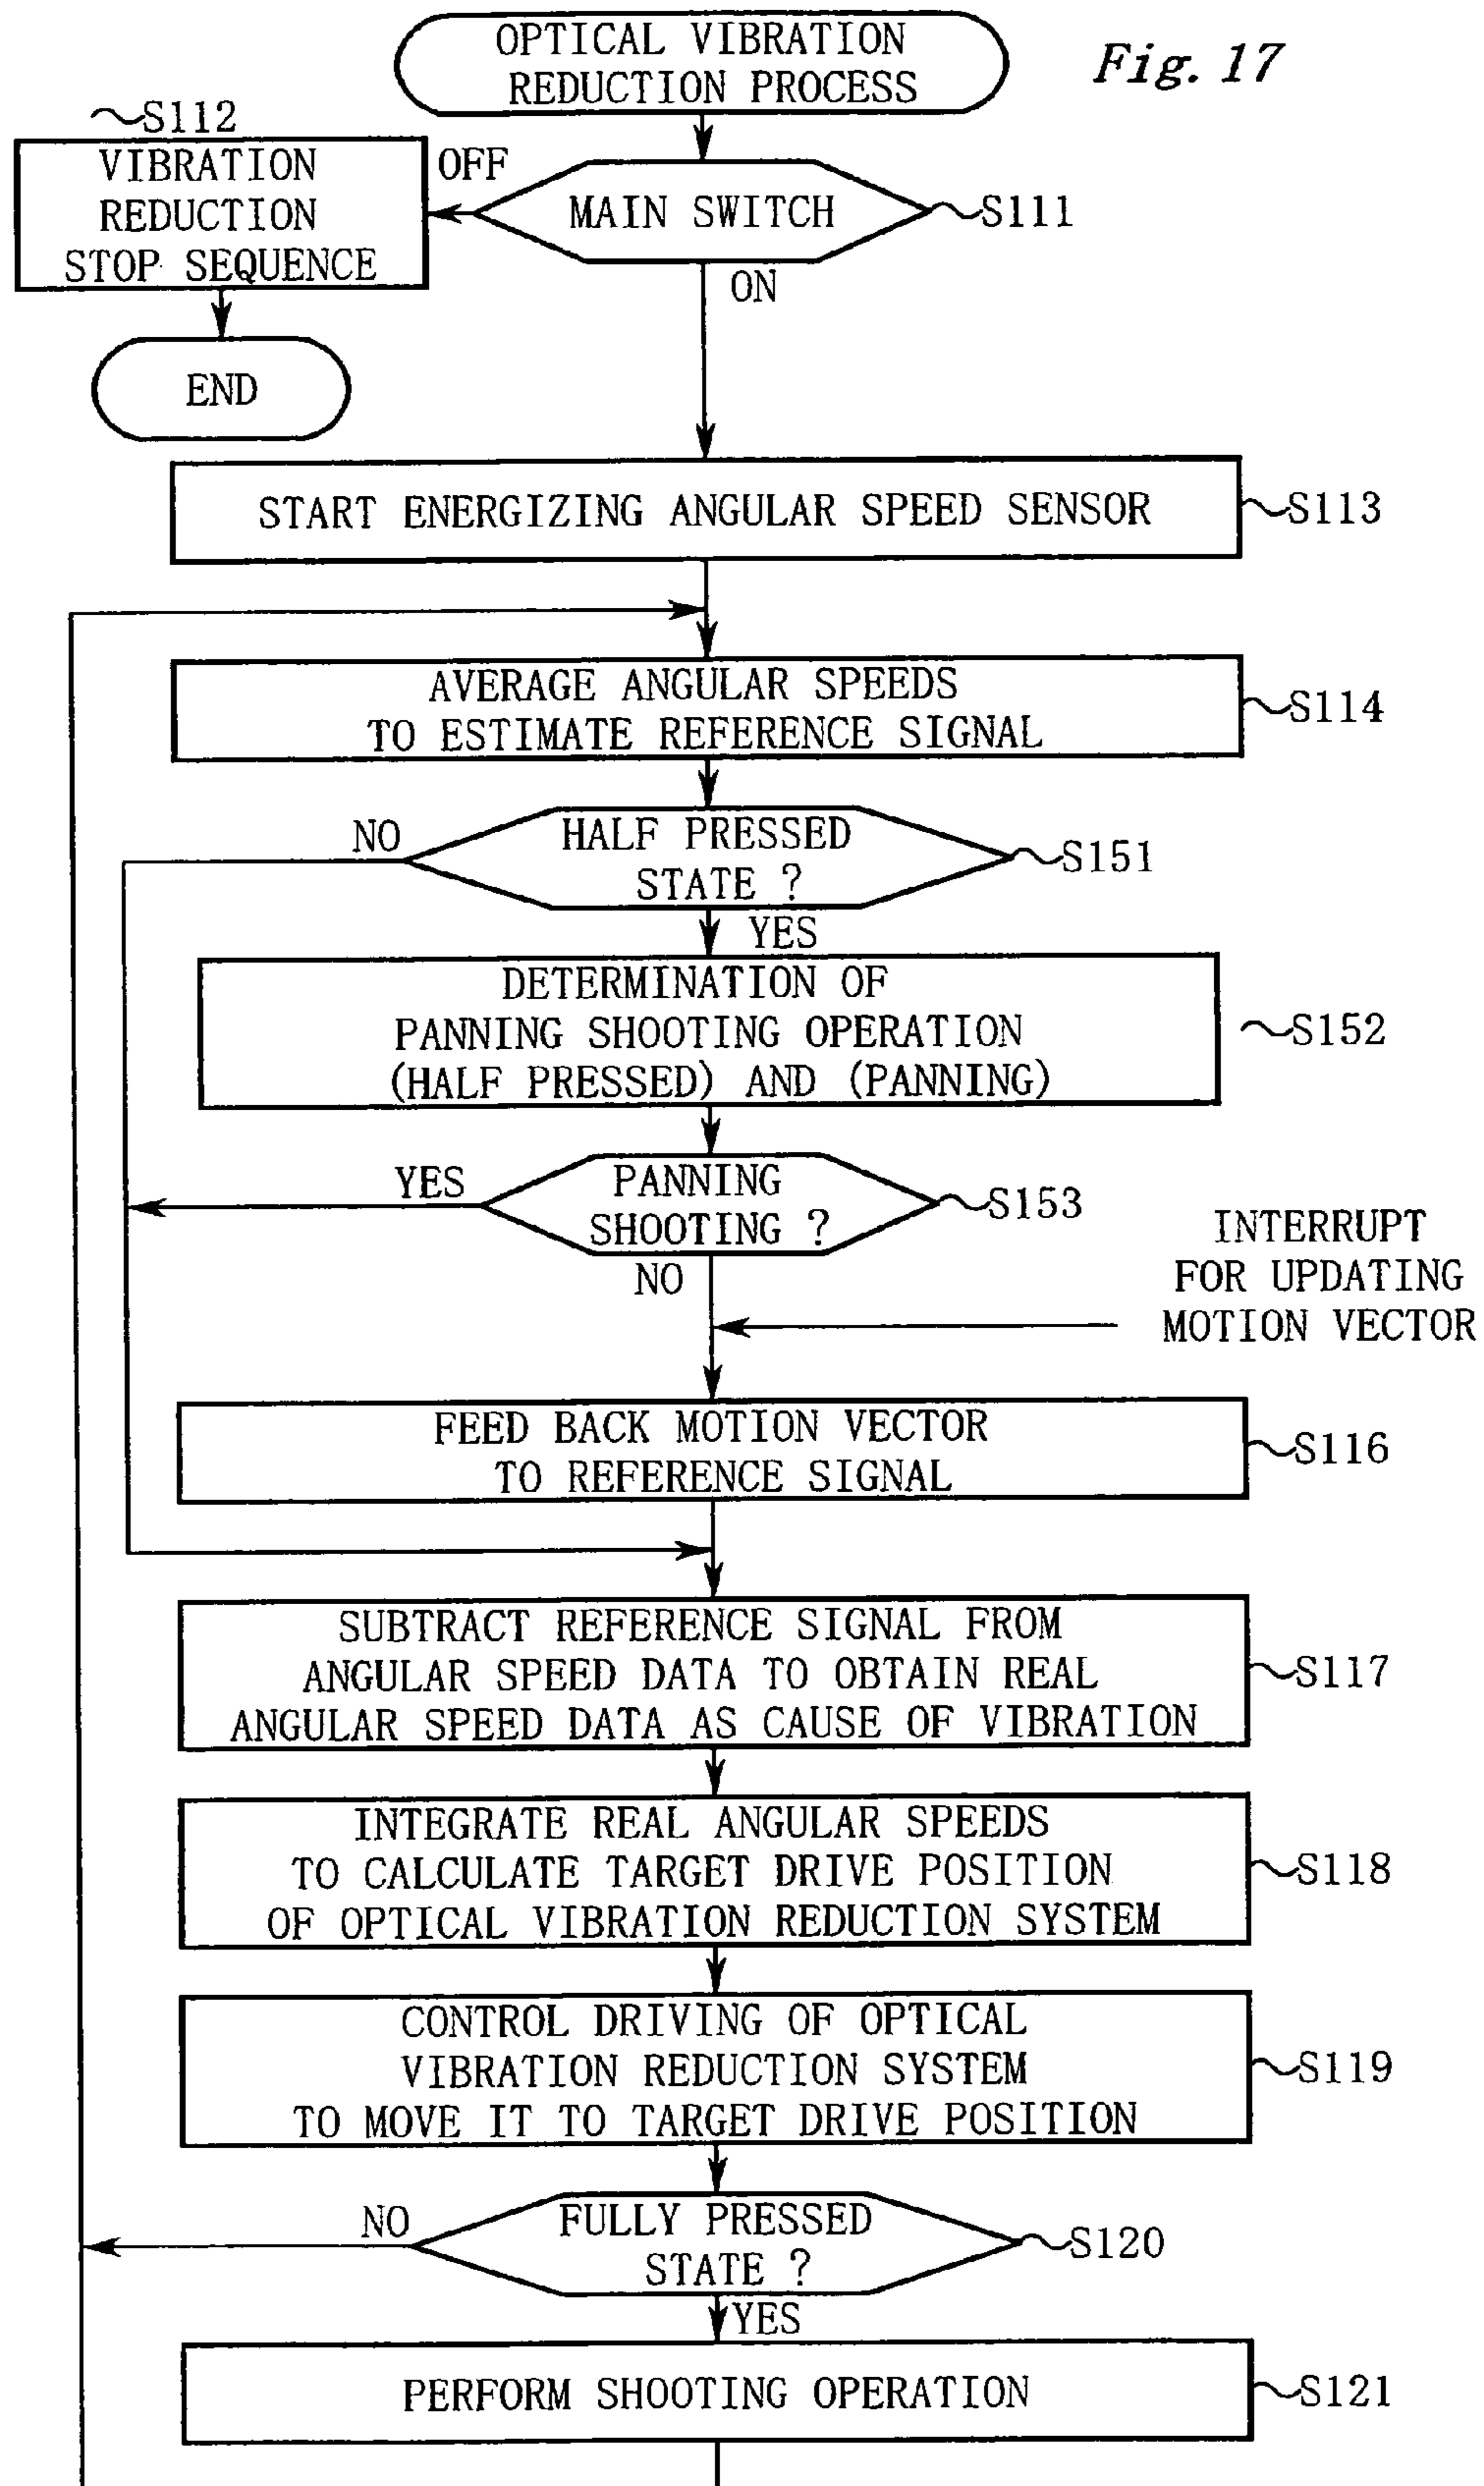 OPTICAL VIBRATION
REDUCTION PROCESS
Fig. 17
S112
VIBRATION
REDUCTION
STOP SEQUENCE
OFF
MAIN SWITCH
S111
ON
END
START ENERGIZING ANGULAR SPEED SENSOR
S113
AVERAGE ANGULAR SPEEDS
TO ESTIMATE REFERENCE SIGNAL
S114
NO
HALF PRESSED
STATE ?
S151
YES
DETERMINATION OF
PANNING SHOOTING OPERATION
(HALF PRESSED) AND (PANNING)
S152
YES
PANNING
SHOOTING ?
S153
NO
INTERRUPT
FOR UPDATING
MOTION VECTOR
FEED BACK MOTION VECTOR
TO REFERENCE SIGNAL
S116
SUBTRACT REFERENCE SIGNAL FROM
ANGULAR SPEED DATA TO OBTAIN REAL
ANGULAR SPEED DATA AS CAUSE OF VIBRATION
S117
INTEGRATE REAL ANGULAR SPEEDS
TO CALCULATE TARGET DRIVE POSITION
OF OPTICAL VIBRATION REDUCTION SYSTEM
S118
CONTROL DRIVING OF OPTICAL
VIBRATION REDUCTION SYSTEM
TO MOVE IT TO TARGET DRIVE POSITION
S119
NO
FULLY PRESSED
STATE ?
S120
YES
PERFORM SHOOTING OPERATION
S121